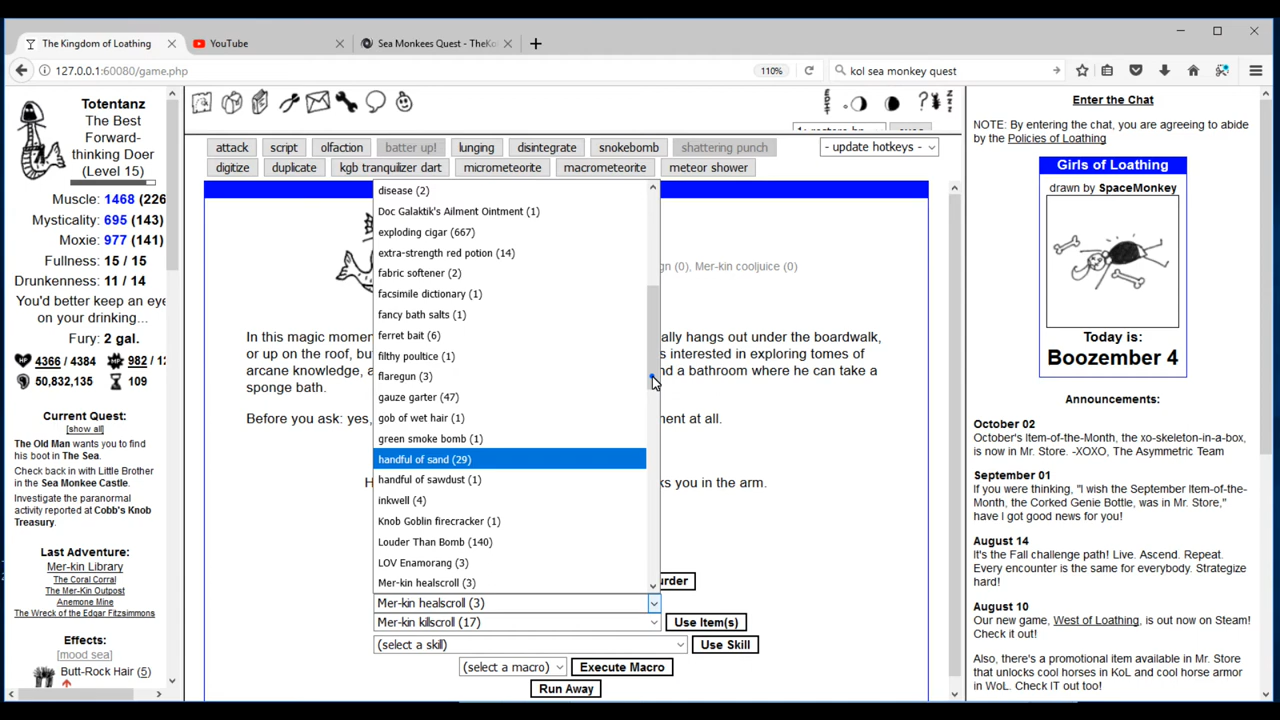 The Kingdom of Loathing
YouTube
Sea Monkees Quest - TheKo
127.0.0.1:60080/game.php
110%
kol sea monkey quest
Totentanz
The Best
Forward-
thinking Doer
(Level 15)
Muscle: 1468 (226
Mysticality: 695 (143)
Moxie: 977 (141)
Fullness: 15 / 15
Drunkenness: 11 / 14
You'd better keep an eye
on your drinking...
Fury: 2 gal.
4366 / 4384 982 / 12
50,832,135 109
Current Quest:
[show all]
The Old Man wants you to find
his boot in The Sea.
Check back in with Little Brother
in the Sea Monkee Castle.
Investigate the paranormal
activity reported at Cobb's Knob
Treasury.
Last Adventure:
Mer-kin Library
The Coral Corral
The Mer-Kin Outpost
Anemone Mine
The Wreck of the Edgar Fitzsimmons
Effects:
[mood sea]
Butt-Rock Hair (5)
attack script olfaction batter up! lunging disintegrate snokebomb shattering punch - update hotkeys -
digitize duplicate kgb tranquilizer dart micrometeorite macrometeorite meteor shower
gn (0), Mer-kin cooljuice (0)
In this magic momen
ally hangs out under the boardwalk,
or up on the roof, bu
s interested in exploring tomes of
arcane knowledge, a
nd a bathroom where he can take a
sponge bath.
Before you ask: yes,
ment at all.
ks you in the arm.
disease (2)
Doc Galaktik's Ailment Ointment (1)
exploding cigar (667)
extra-strength red potion (14)
fabric softener (2)
facsimile dictionary (1)
fancy bath salts (1)
ferret bait (6)
filthy poultice (1)
flaregun (3)
gauze garter (47)
gob of wet hair (1)
green smoke bomb (1)
handful of sand (29)
handful of sawdust (1)
inkwell (4)
Knob Goblin firecracker (1)
Louder Than Bomb (140)
LOV Enamorang (3)
Mer-kin healscroll (3)
urder
Mer-kin healscroll (3)
Mer-kin killscroll (17) Use Item(s)
(select a skill) Use Skill
(select a macro) Execute Macro
Run Away
Enter the Chat
NOTE: By entering the chat, you are agreeing to abide
by the Policies of Loathing
Girls of Loathing
drawn by SpaceMonkey
Today is:
Boozember 4
Announcements:
October 02
October's Item-of-the-Month, the xo-skeleton-in-a-box,
is now in Mr. Store. -XOXO, The Asymmetric Team
September 01
If you were thinking, "I wish the September Item-of-the-
Month, the Corked Genie Bottle, was in Mr. Store,"
have I got good news for you!
August 14
It's the Fall challenge path! Live. Ascend. Repeat.
Every encounter is the same for everybody. Strategize
hard!
August 10
Our new game, West of Loathing, is out now on Steam!
Check it out!
Also, there's a promotional item available in Mr. Store
that unlocks cool horses in KoL and cool horse armor
in WoL. Check IT out too!